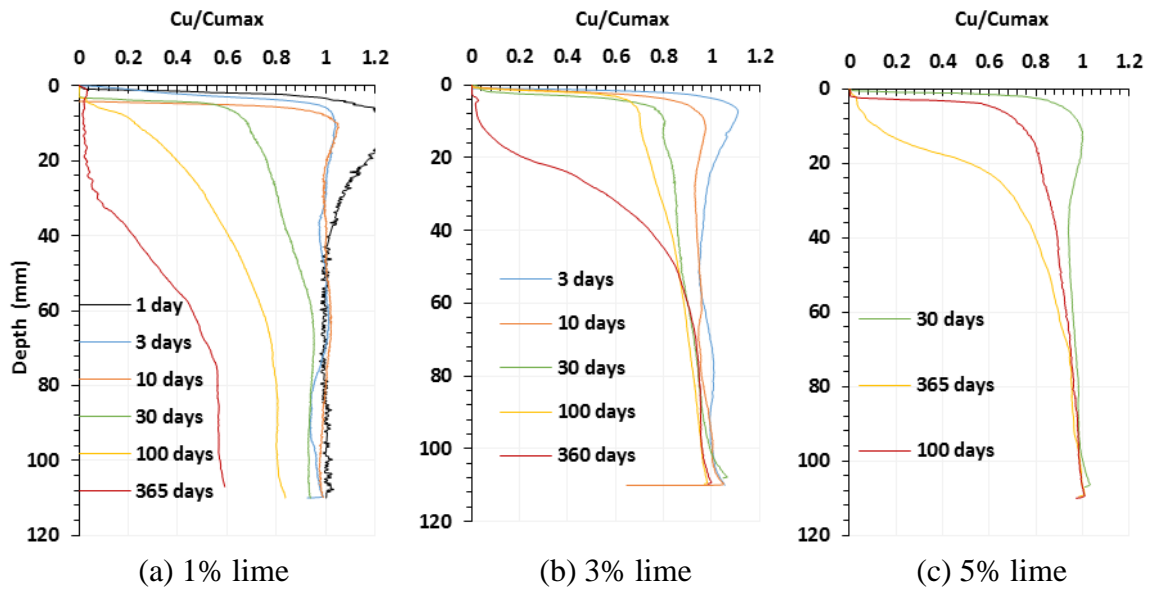 Cu/Cumax
0 0.2 0.4 0.6 0.8 1 1.2
0
20
40
60
80
100
120
Depth (mm)
1 day
3 days
10 days
30 days
100 days
365 days
(a) 1% lime
Cu/Cumax
0 0.2 0.4 0.6 0.8 1 1.2
0
20
40
60
80
100
120
3 days
10 days
30 days
100 days
360 days
(b) 3% lime
Cu/Cumax
0 0.2 0.4 0.6 0.8 1 1.2
0
20
40
60
80
100
120
30 days
365 days
100 days
(c) 5% lime